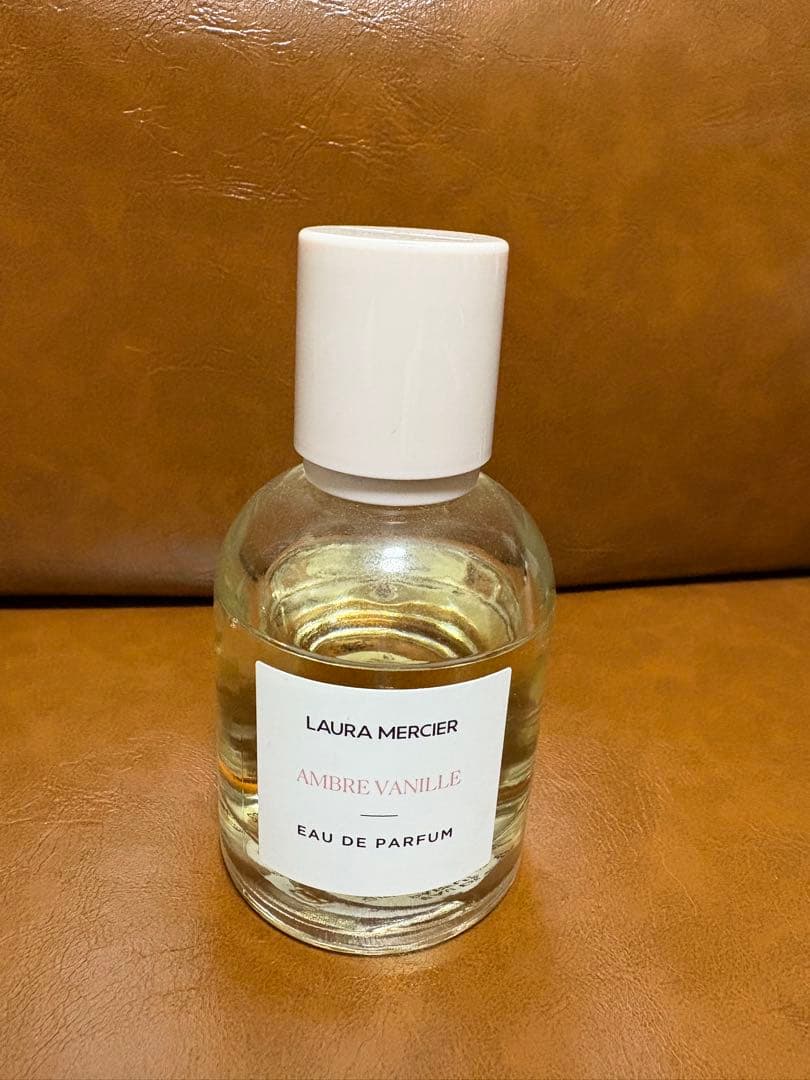 LAURA MERCIER
AMBRE VANILLE
EAU DE PARFUM